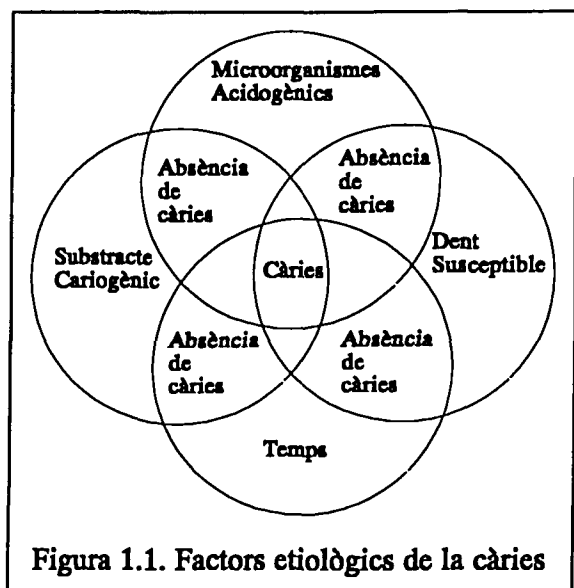 Microorganismes
Acidogènics
Absència
de
càries
Absència
de
càries
Substracte
Cariogènic
Càries
Dent
Susceptible
Absència
de
càries
Absència
de
càries
Temps
Figura 1.1. Factors etiològics de la càries